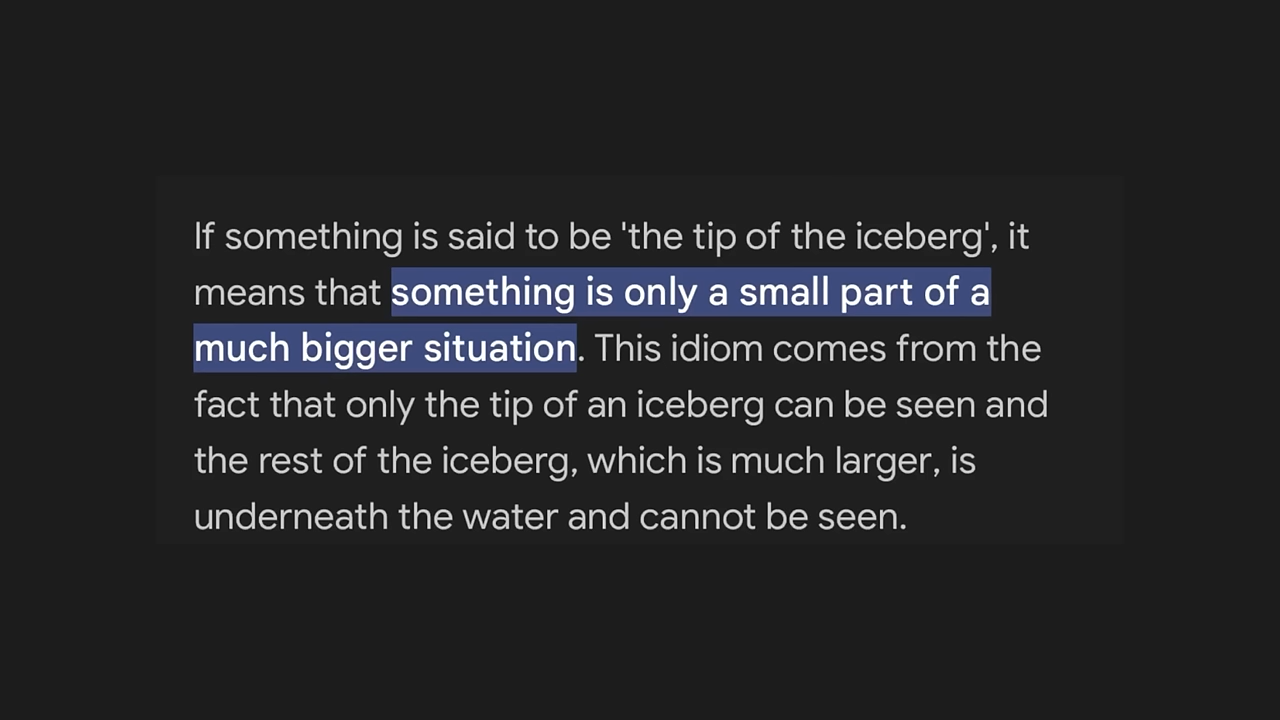 If something is said to be 'the tip of the iceberg', it
means that something is only a small part of a
much bigger situation. This idiom comes from the
fact that only the tip of an iceberg can be seen and
the rest of the iceberg, which is much larger, is
underneath the water and cannot be seen.